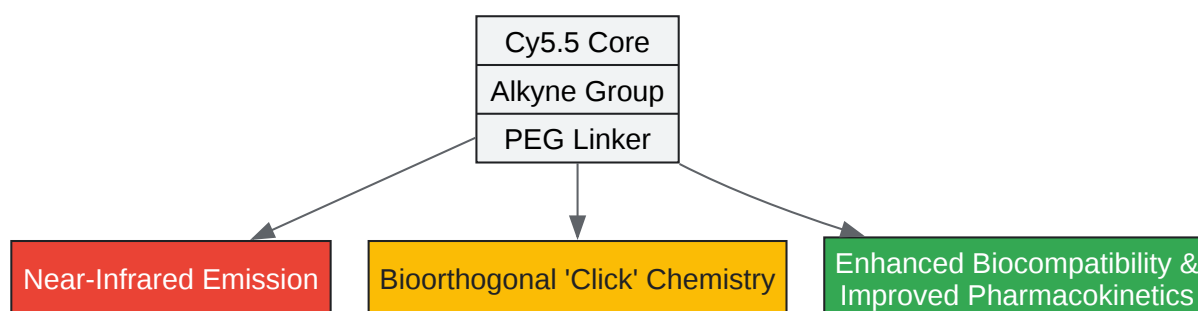 Cy5.5 Core
Alkyne Group
PEG Linker
Near-Infrared Emission
Bioorthogonal 'Click' Chemistry
Enhanced Biocompatibility &
Improved Pharmacokinetics